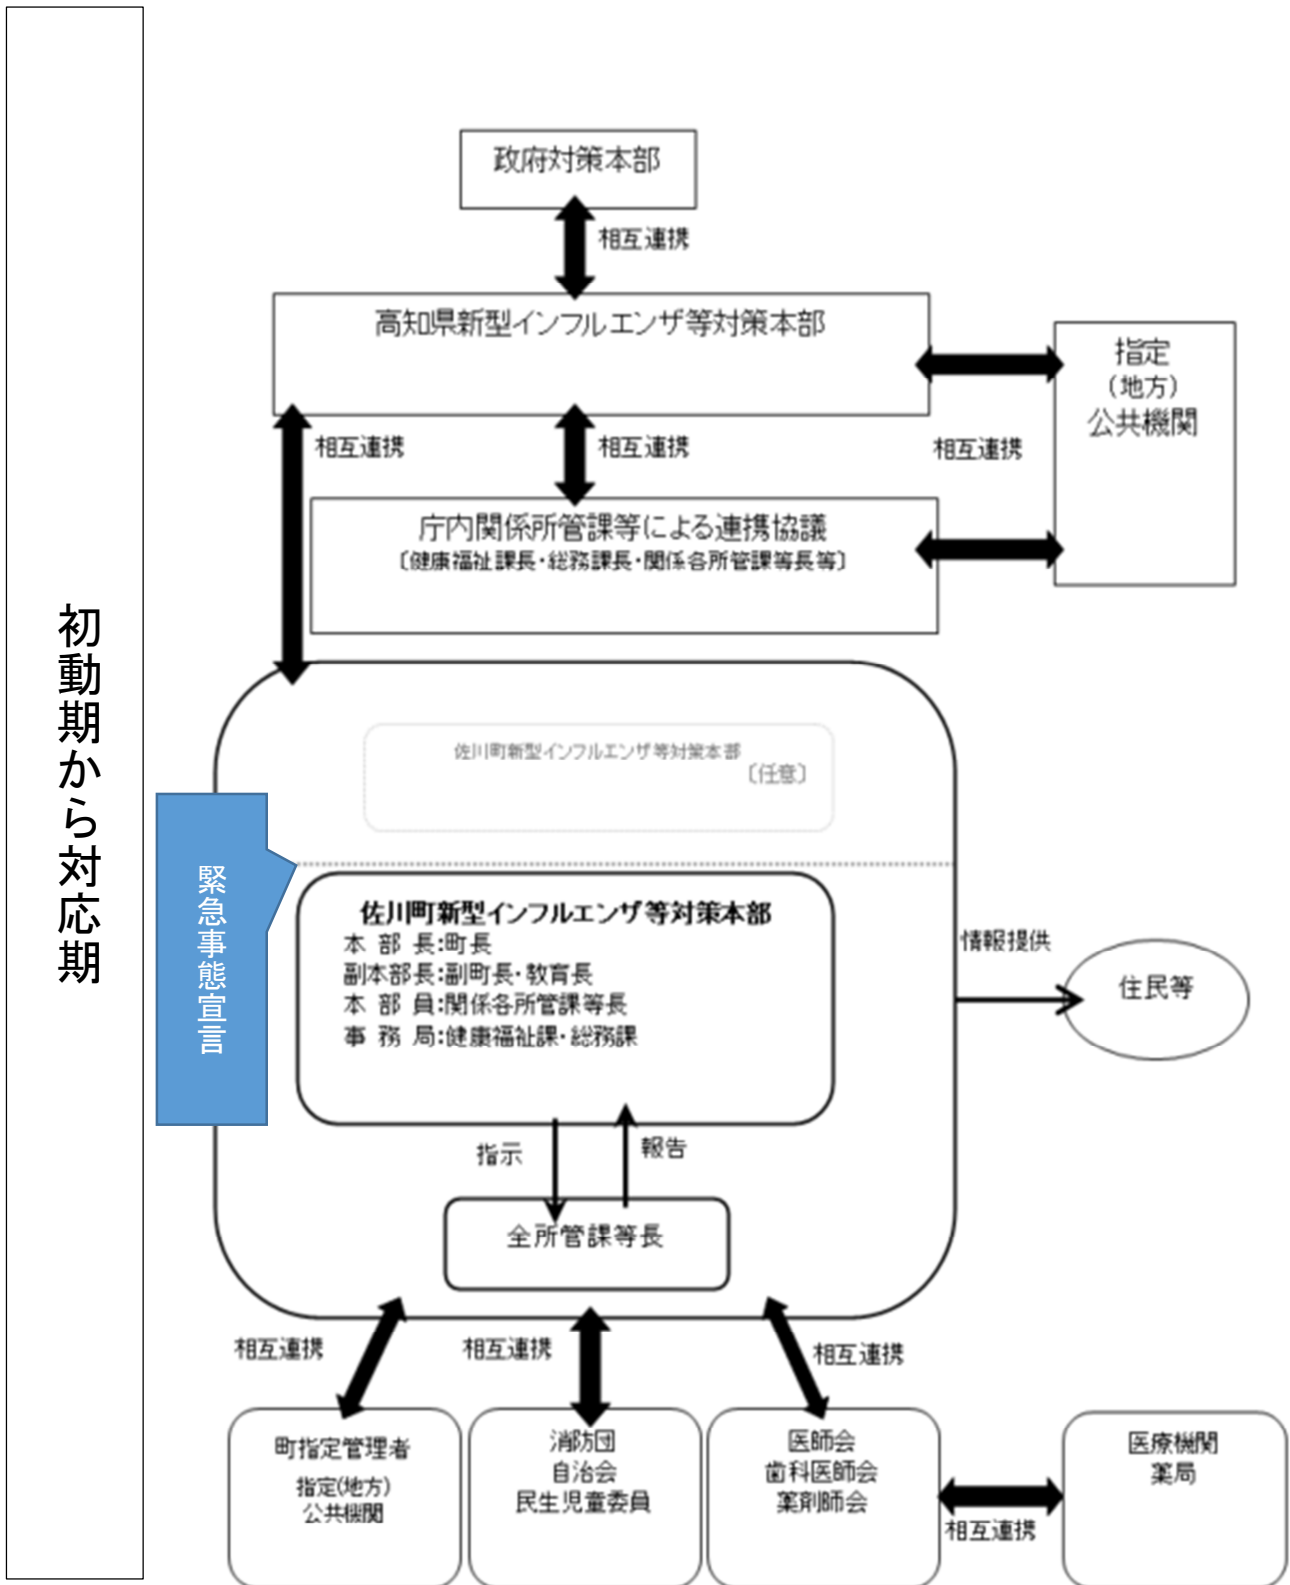 初動期から対応期
政府対策本部
相互連携
高知県新型インフルエンザ等対策本部
指定
（地方）
公共機関
相互連携
相互連携
相互連携
庁内関係所管課等による連携協議
〔健康福祉課長・総務課長・関係各所管課等長等〕
佐川町新型インフルエンザ等対策本部
〔任意〕
緊急事態宣言
佐川町新型インフルエンザ等対策本部
本 部 長：町長
副本部長：副町長・教育長
本 部 員：関係各所管課等長
事 務 局：健康福祉課・総務課
情報提供
住民等
指示
報告
全所管課等長
相互連携
相互連携
相互連携
町指定管理者
指定(地方)
公共機関
消防団
自治会
民生児童委員
医師会
歯科医師会
薬剤師会
相互連携
医療機関
薬局